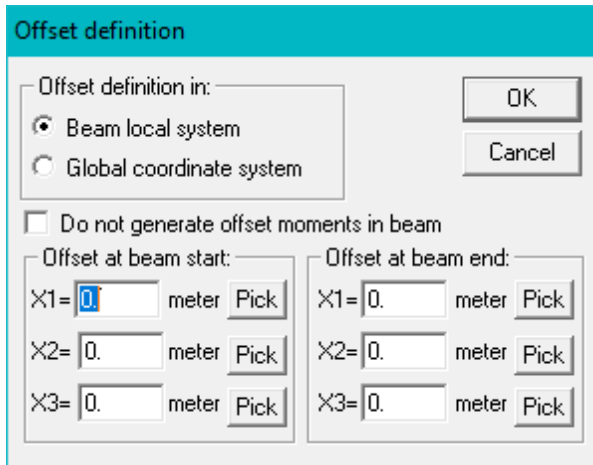 Offset definition
Offset definition in:
Beam local system
Global coordinate system
OK
Cancel
Do not generate offset moments in beam
Offset at beam start:
X1= 0. meter Pick
X2= 0. meter Pick
X3= 0. meter Pick
Offset at beam end:
X1= 0. meter Pick
X2= 0. meter Pick
X3= 0. meter Pick